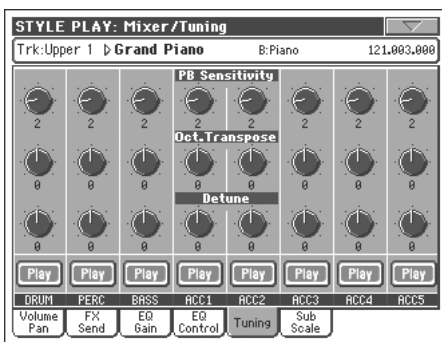 STYLE PLAY: Mixer/Tuning
Trk:Upper 1 ▷Grand Piano B:Piano 121.003.000
PB Sensitivity
2 2 2 2 2 2 2 2
Oct.Transpose
0 0 0 0 0 0 0 0
Detune
0 0 0 0 0 0 0 0
Play Play Play Play Play Play Play Play
DRUM PERC BASS ACC1 ACC2 ACC3 ACC4 ACC5
Volume Pan FX Send EQ Gain EQ Control Tuning Sub Scale